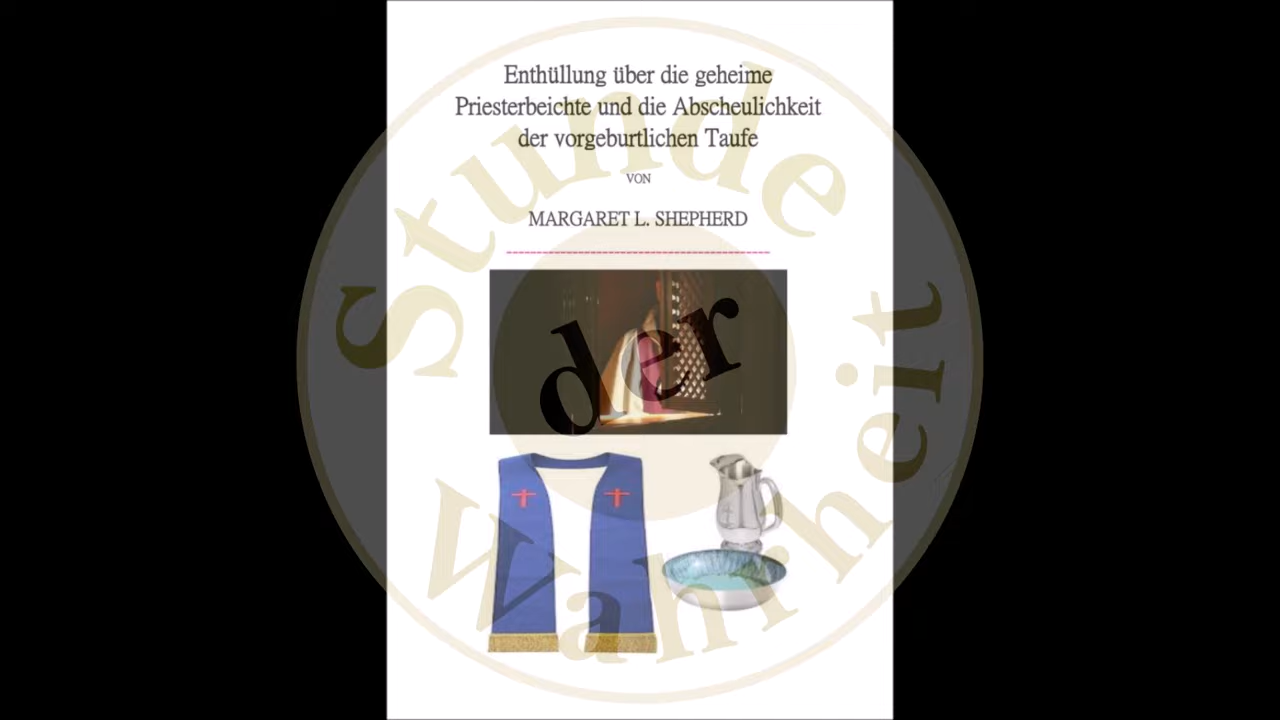 Enthüllung über die geheime
Priesterbeichte und die Abscheulichkeit
der vorgeburtlichen Taufe
VON
MARGARET L. SHEPHERD
Stunde
der
Wahrheit